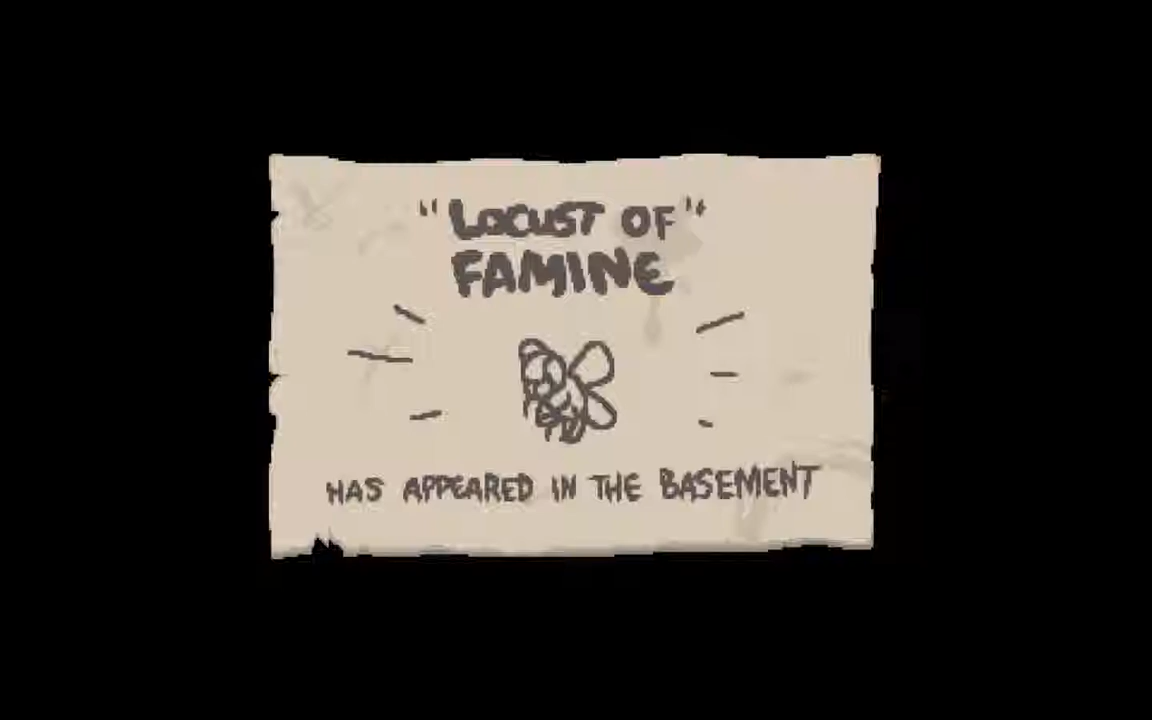 "LOCUST OF"
FAMINE
HAS APPEARED IN THE BASEMENT